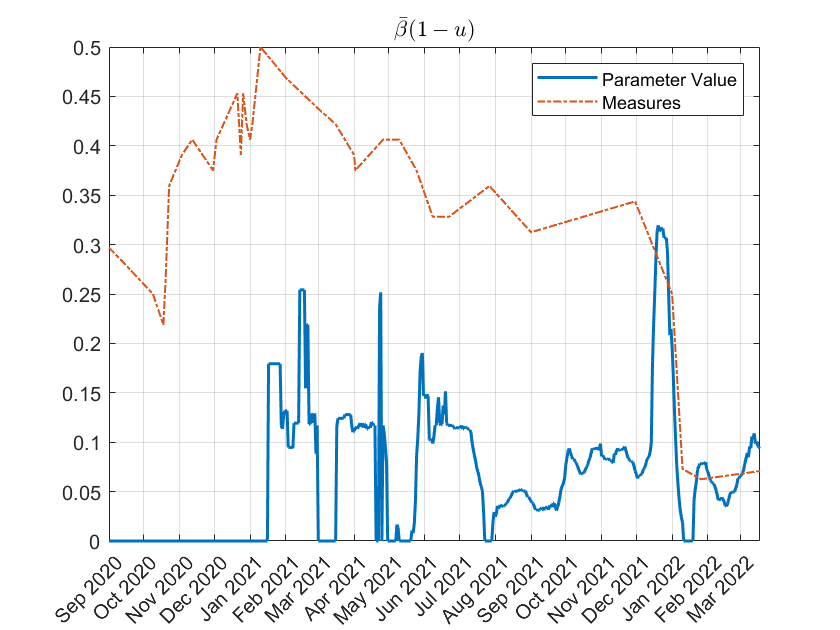 β̄(1 − u)
Parameter Value
Measures
0.5
0.45
0.4
0.35
0.3
0.25
0.2
0.15
0.1
0.05
0
Sep 2020
Oct 2020
Nov 2020
Dec 2020
Jan 2021
Feb 2021
Mar 2021
Apr 2021
May 2021
Jun 2021
Jul 2021
Aug 2021
Sep 2021
Oct 2021
Nov 2021
Dec 2021
Jan 2022
Feb 2022
Mar 2022